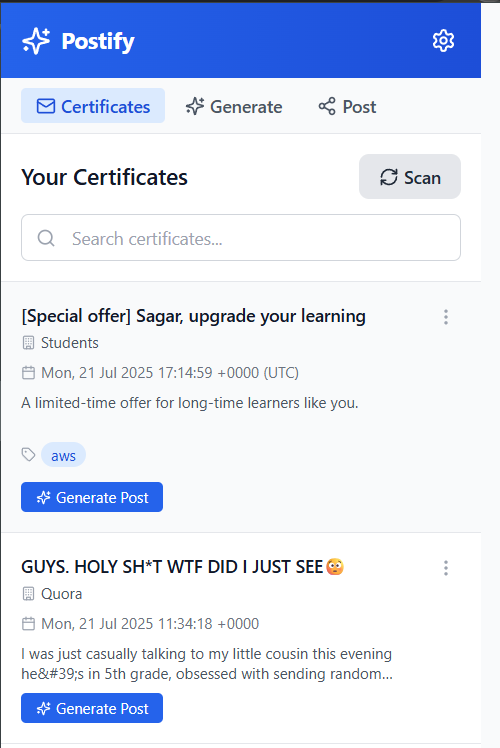 Postify
Certificates Generate Post
Your Certificates Scan
Search certificates...
[Special offer] Sagar, upgrade your learning
Students
Mon, 21 Jul 2025 17:14:59 +0000 (UTC)
A limited-time offer for long-time learners like you.
aws
Generate Post
GUYS. HOLY SH*T WTF DID I JUST SEE😳
Quora
Mon, 21 Jul 2025 11:34:18 +0000
I was just casually talking to my little cousin this evening
he&#39;s in 5th grade, obsessed with sending random...
Generate Post